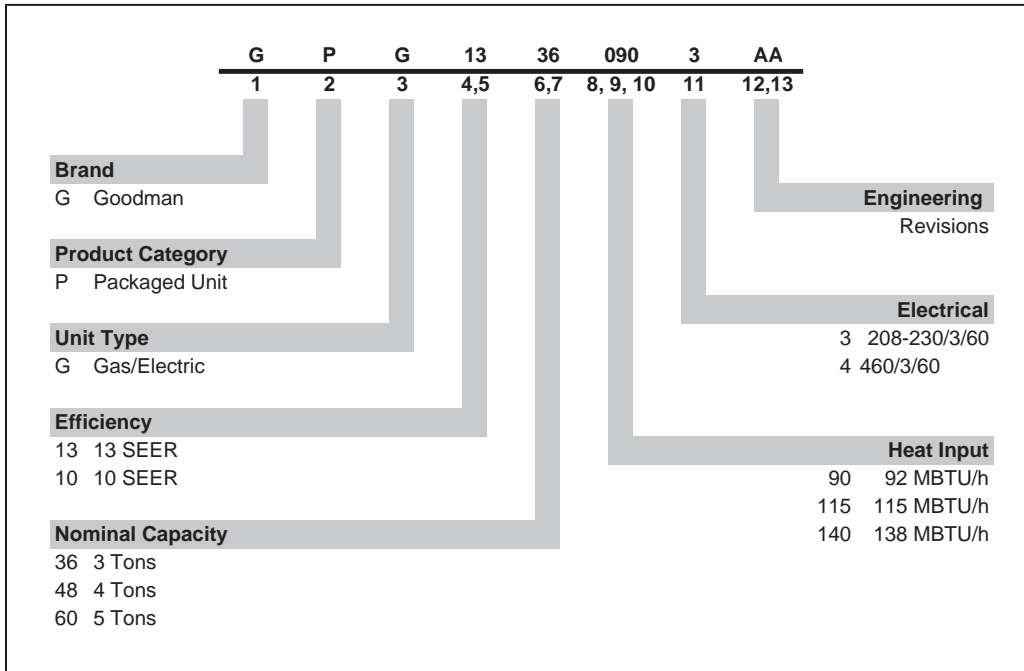 G P G 13 36 090 3 AA
1 2 3 4,5 6,7 8, 9, 10 11 12,13
Brand
G Goodman
Product Category
P Packaged Unit
Unit Type
G Gas/Electric
Efficiency
13 13 SEER
10 10 SEER
Nominal Capacity
36 3 Tons
48 4 Tons
60 5 Tons
Engineering
Revisions
Electrical
3 208-230/3/60
4 460/3/60
Heat Input
90 92 MBTU/h
115 115 MBTU/h
140 138 MBTU/h